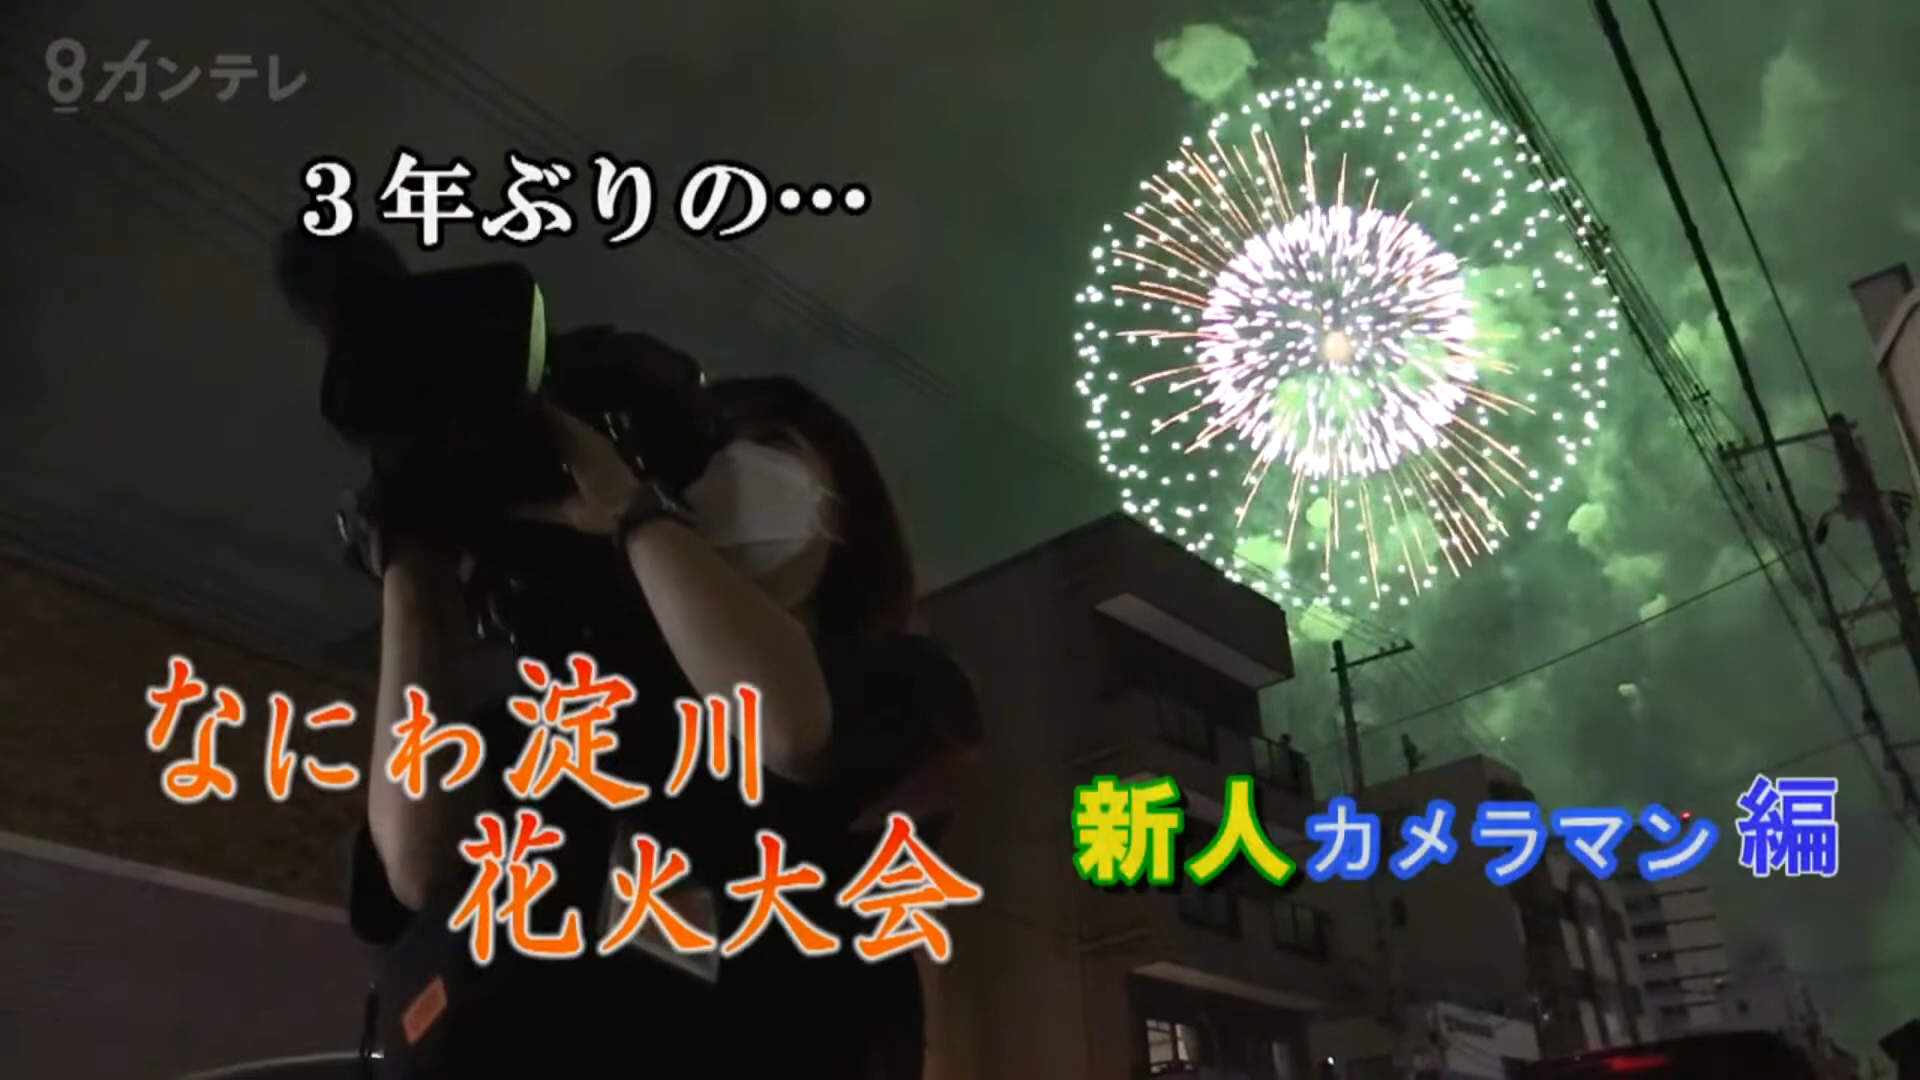 8カンテレ
3年ぶりの…
なにわ淀川
花火大会
新人カメラマン編